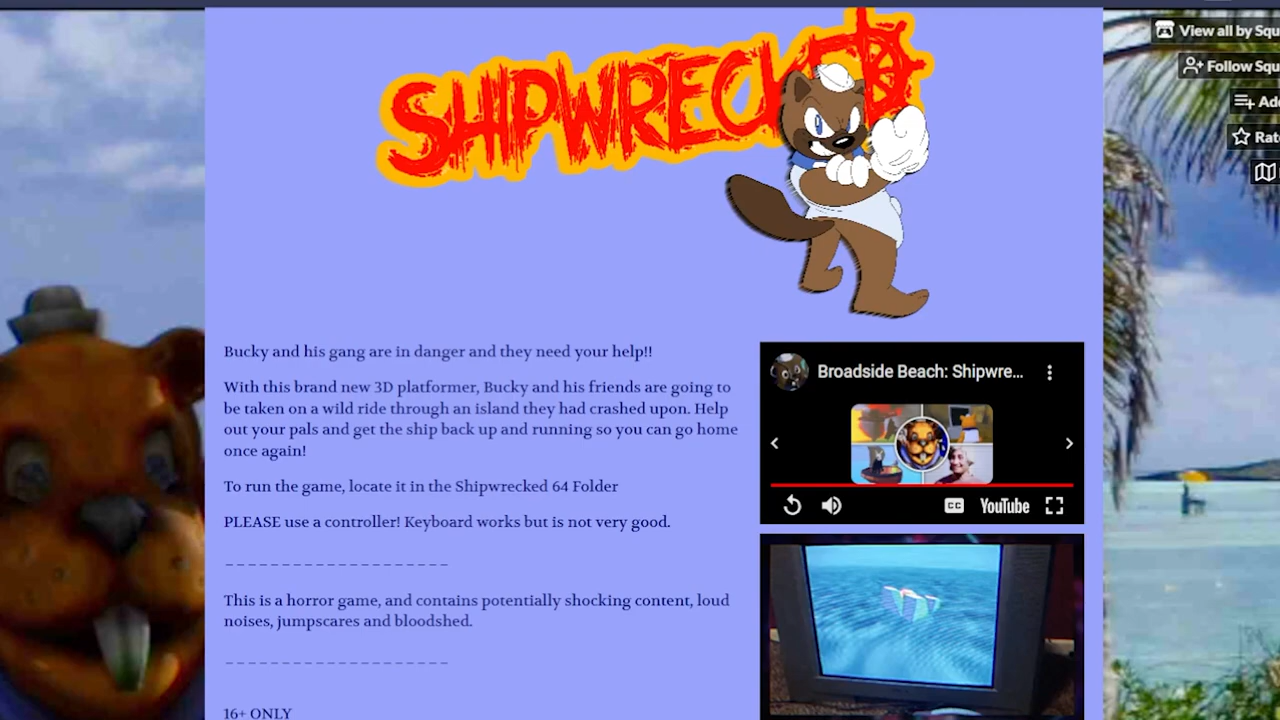 View all by Squ
Follow Squ
Add
Rate
SHIPWRECKED
Bucky and his gang are in danger and they need your help!!
With this brand new 3D platformer, Bucky and his friends are going to
be taken on a wild ride through an island they had crashed upon. Help
out your pals and get the ship back up and running so you can go home
once again!
To run the game, locate it in the Shipwrecked 64 Folder
PLEASE use a controller! Keyboard works but is not very good.
_ _ _ _ _ _ _ _ _ _ _ _ _ _ _ _ _ _ _ _
This is a horror game, and contains potentially shocking content, loud
noises, jumpscares and bloodshed.
_ _ _ _ _ _ _ _ _ _ _ _ _ _ _ _ _ _ _ _
16+ ONLY
Broadside Beach: Shipwre...
CC YouTube